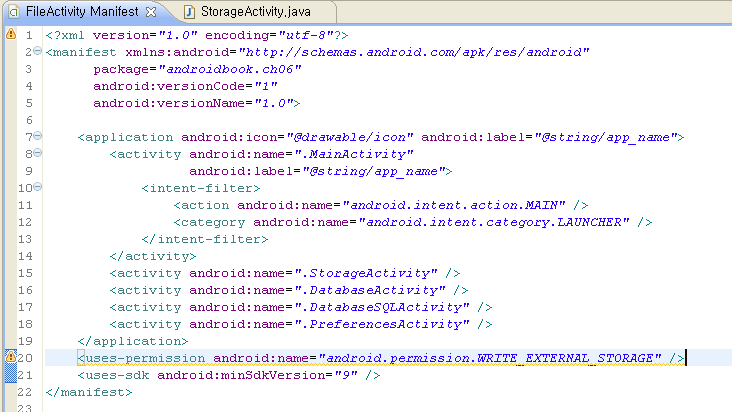 FileActivity Manifest StorageActivity.java
1 <?xml version="1.0" encoding="utf-8"?>
2 <manifest xmlns:android="http://schemas.android.com/apk/res/android"
3 package="androidbook.ch06"
4 android:versionCode="1"
5 android:versionName="1.0">
6
7 <application android:icon="@drawable/icon" android:label="@string/app_name">
8 <activity android:name=".MainActivity"
9 android:label="@string/app_name">
10 <intent-filter>
11 <action android:name="android.intent.action.MAIN" />
12 <category android:name="android.intent.category.LAUNCHER" />
13 </intent-filter>
14 </activity>
15 <activity android:name=".StorageActivity" />
16 <activity android:name=".DatabaseActivity" />
17 <activity android:name=".DatabaseSQLActivity" />
18 <activity android:name=".PreferencesActivity" />
19 </application>
20 <uses-permission android:name="android.permission.WRITE_EXTERNAL_STORAGE" />
21 <uses-sdk android:minSdkVersion="9" />
22 </manifest>
23